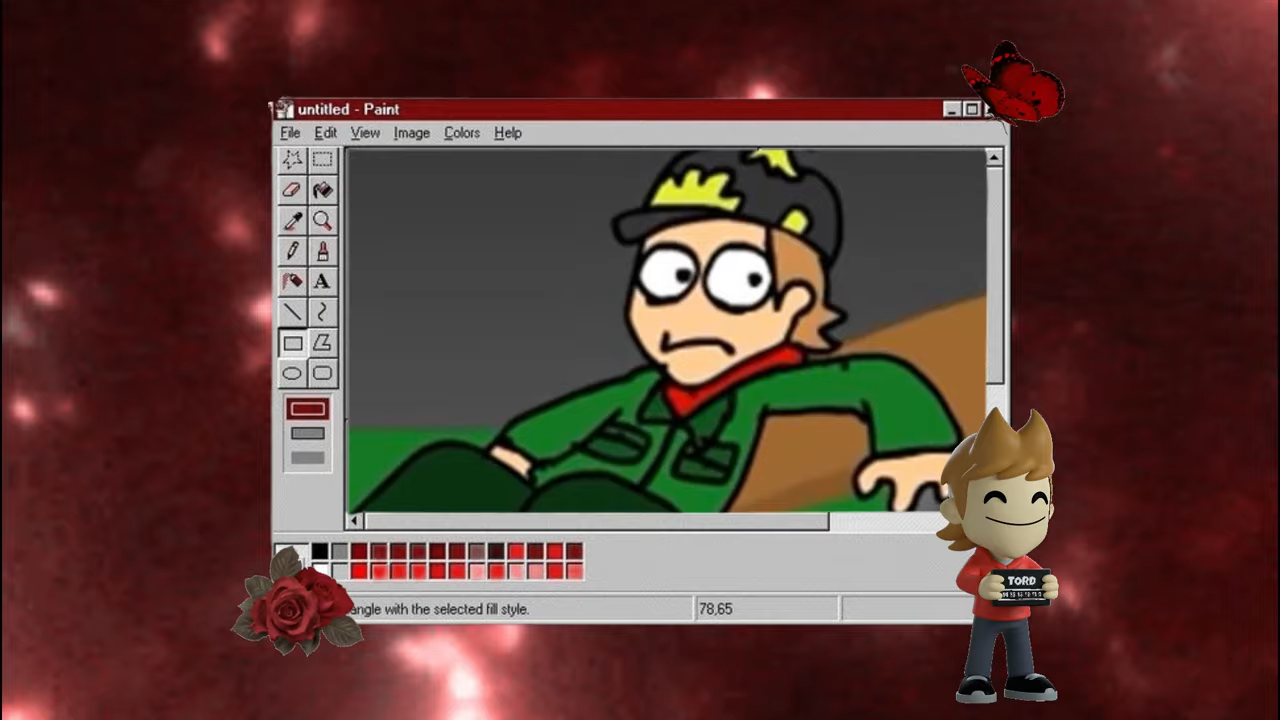 untitled - Paint
File Edit View Image Colors Help
A
angle with the selected fill style.
78,65
TORD